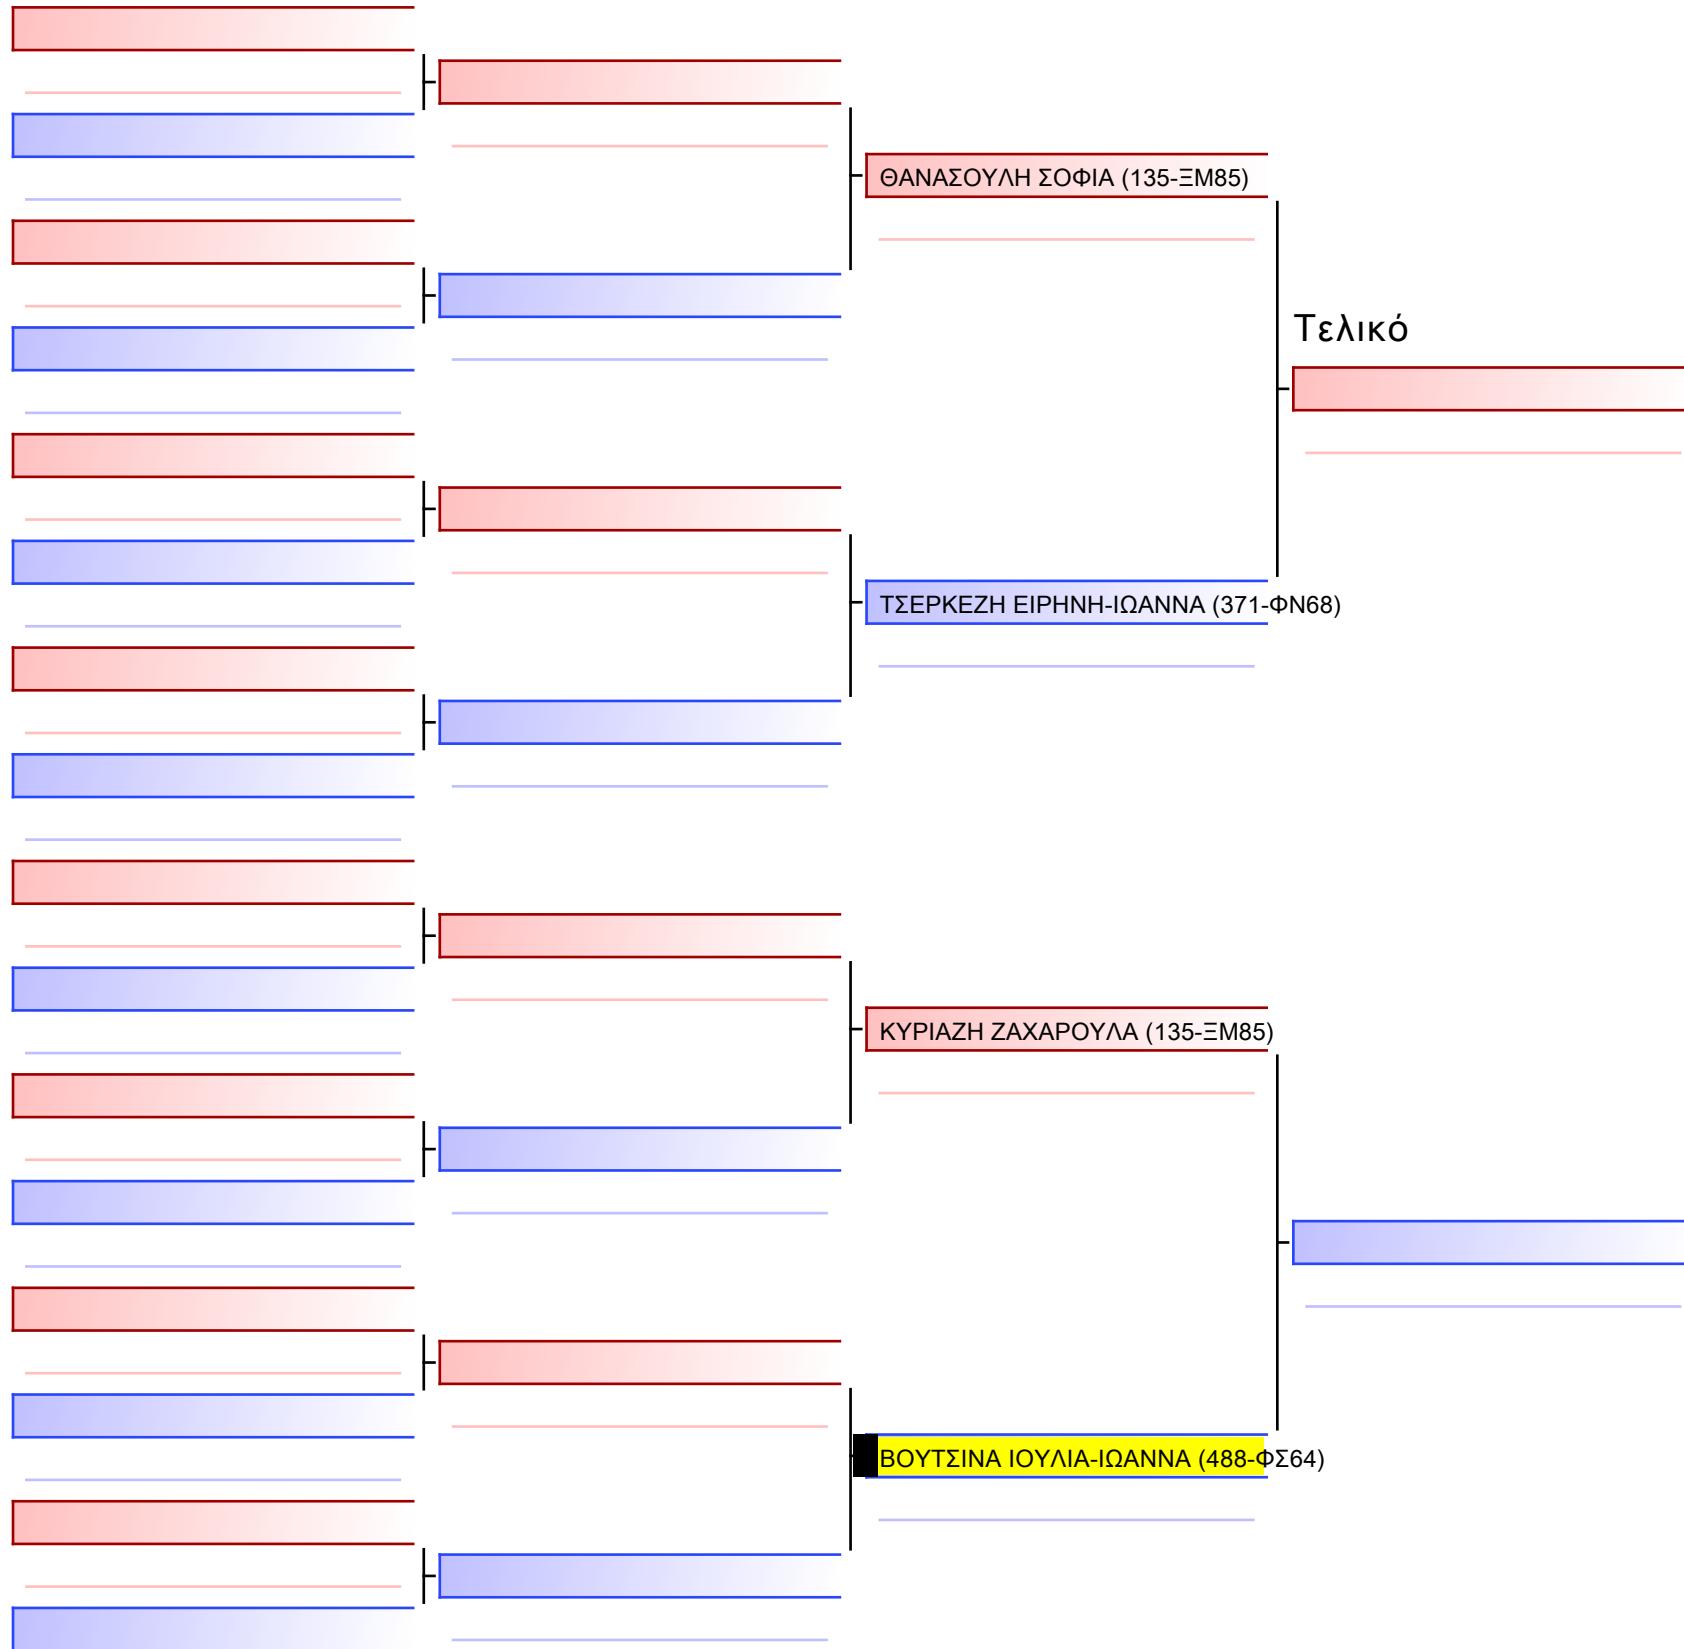 ΘΑΝΑΣΟΥΛΗ ΣΟΦΙΑ (135-ΞΜ85)
Τελικό
ΤΣΕΡΚΕΖΗ ΕΙΡΗΝΗ-ΙΩΑΝΝΑ (371-ΦΝ68)
ΚΥΡΙΑΖΗ ΖΑΧΑΡΟΥΛΑ (135-ΞΜ85)
ΒΟΥΤΣΙΝΑ ΙΟΥΛΙΑ-ΙΩΑΝΝΑ (488-ΦΣ64)